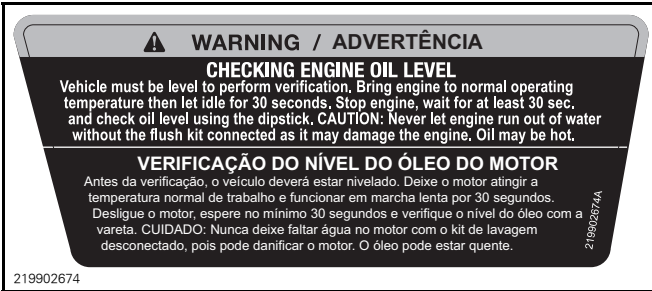 WARNING / ADVERTÊNCIA
CHECKING ENGINE OIL LEVEL
Vehicle must be level to perform verification. Bring engine to normal operating
temperature then let idle for 30 seconds. Stop engine, wait for at least 30 sec.
and check oil level using the dipstick. CAUTION: Never let engine run out of water
without the flush kit connected as it may damage the engine. Oil may be hot.
VERIFICAÇÃO DO NÍVEL DO ÓLEO DO MOTOR
Antes da verificação, o veículo deverá estar nivelado. Deixe o motor atingir a
temperatura normal de trabalho e funcionar em marcha lenta por 30 segundos.
Desligue o motor, espere no mínimo 30 segundos e verifique o nível do óleo com a
vareta. CUIDADO: Nunca deixe faltar água no motor com o kit de lavagem
desconectado, pois pode danificar o motor. O óleo pode estar quente.
219902674A
219902674